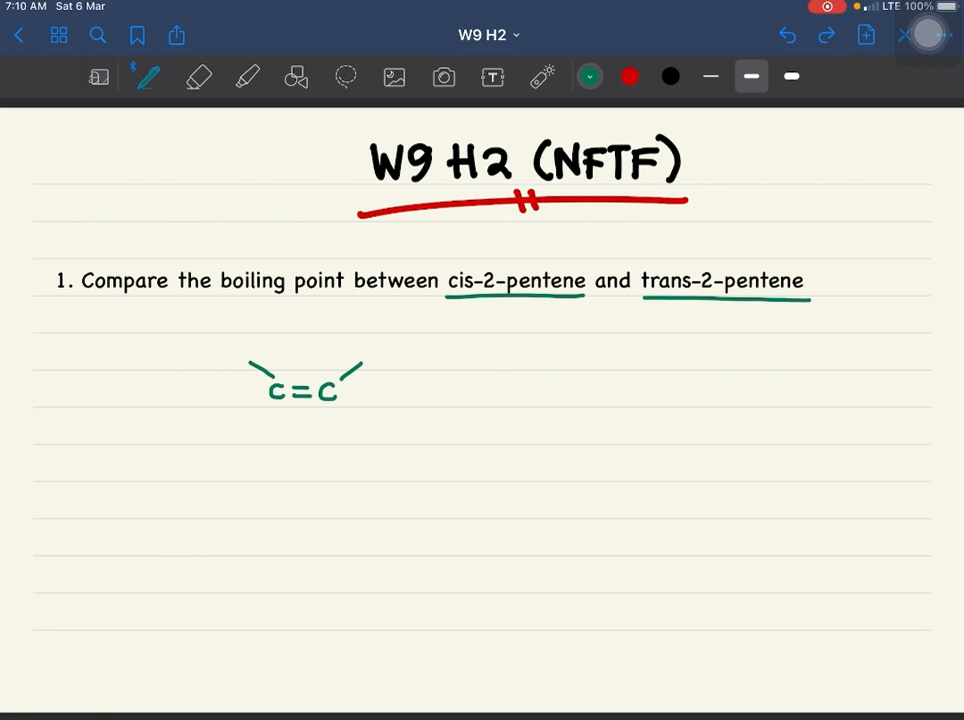 7:10 AM Sat 6 Mar LTE 100%
W9 H2
T
W9 H2 (NFTF)
1. Compare the boiling point between cis-2-pentene and trans-2-pentene
C=C